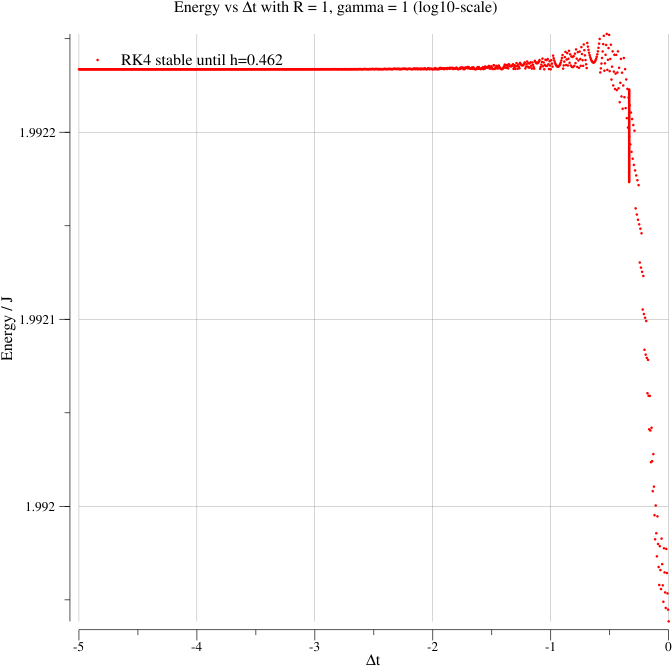 Energy vs Δt with R = 1, gamma = 1 (log10-scale)
RK4 stable until h=0.462
1.9922
1.9921
1.992
Energy / J
-5 -4 -3 -2 -1 0
Δt